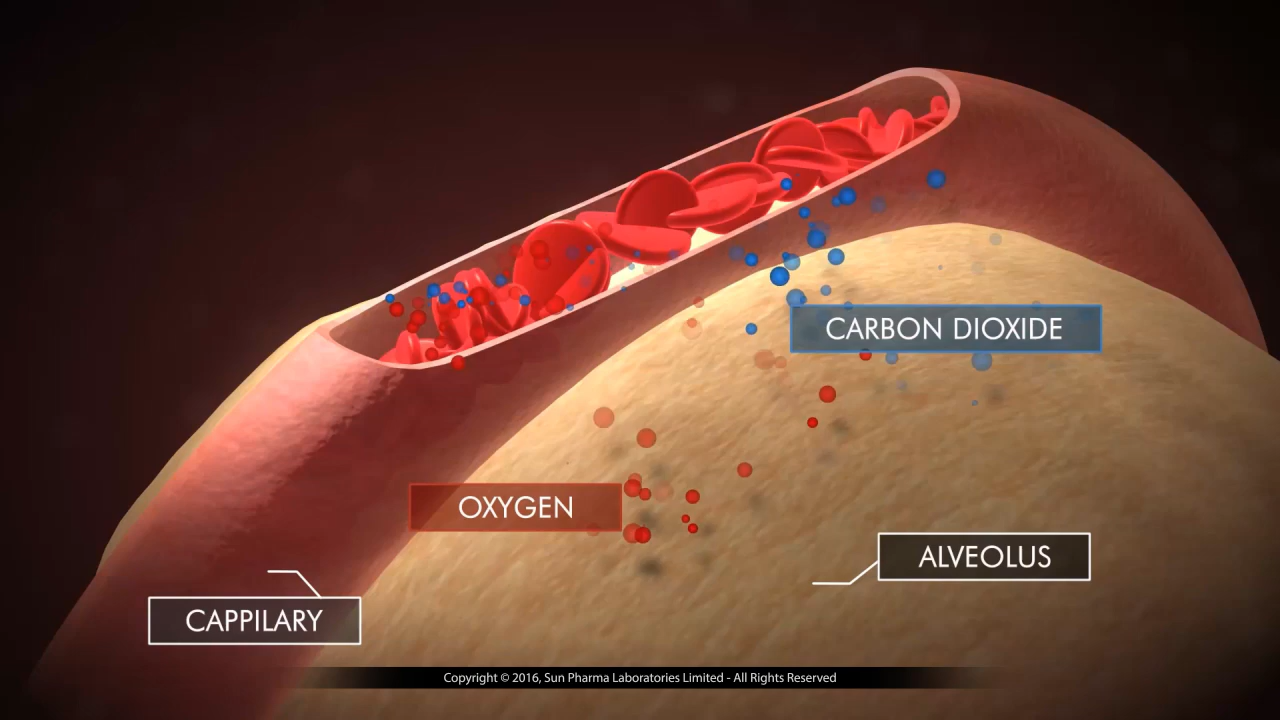 CARBON DIOXIDE
OXYGEN
ALVEOLUS
CAPPILARY
Copyright © 2016, Sun Pharma Laboratories Limited - All Rights Reserved